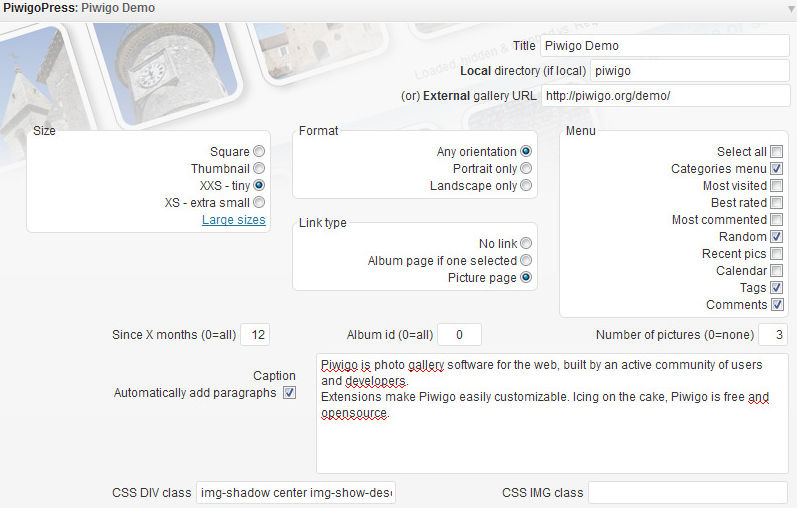 PiwigoPress: Piwigo Demo
Title Piwigo Demo
Local directory (if local) piwigo
(or) External gallery URL http://piwigo.org/demo/
Size
Square
Thumbnail
XXS - tiny
XS - extra small
Large sizes
Format
Any orientation
Portrait only
Landscape only
Link type
No link
Album page if one selected
Picture page
Menu
Select all
Categories menu
Most visited
Best rated
Most commented
Random
Recent pics
Calendar
Tags
Comments
Since X months (0=all) 12
Album id (0=all) 0
Number of pictures (0=none) 3
Caption
Automatically add paragraphs
Piwigo is photo gallery software for the web, built by an active community of users
and developers.
Extensions make Piwigo easily customizable. Icing on the cake, Piwigo is free and
opensource.
CSS DIV class img-shadow center img-show-desc
CSS IMG class